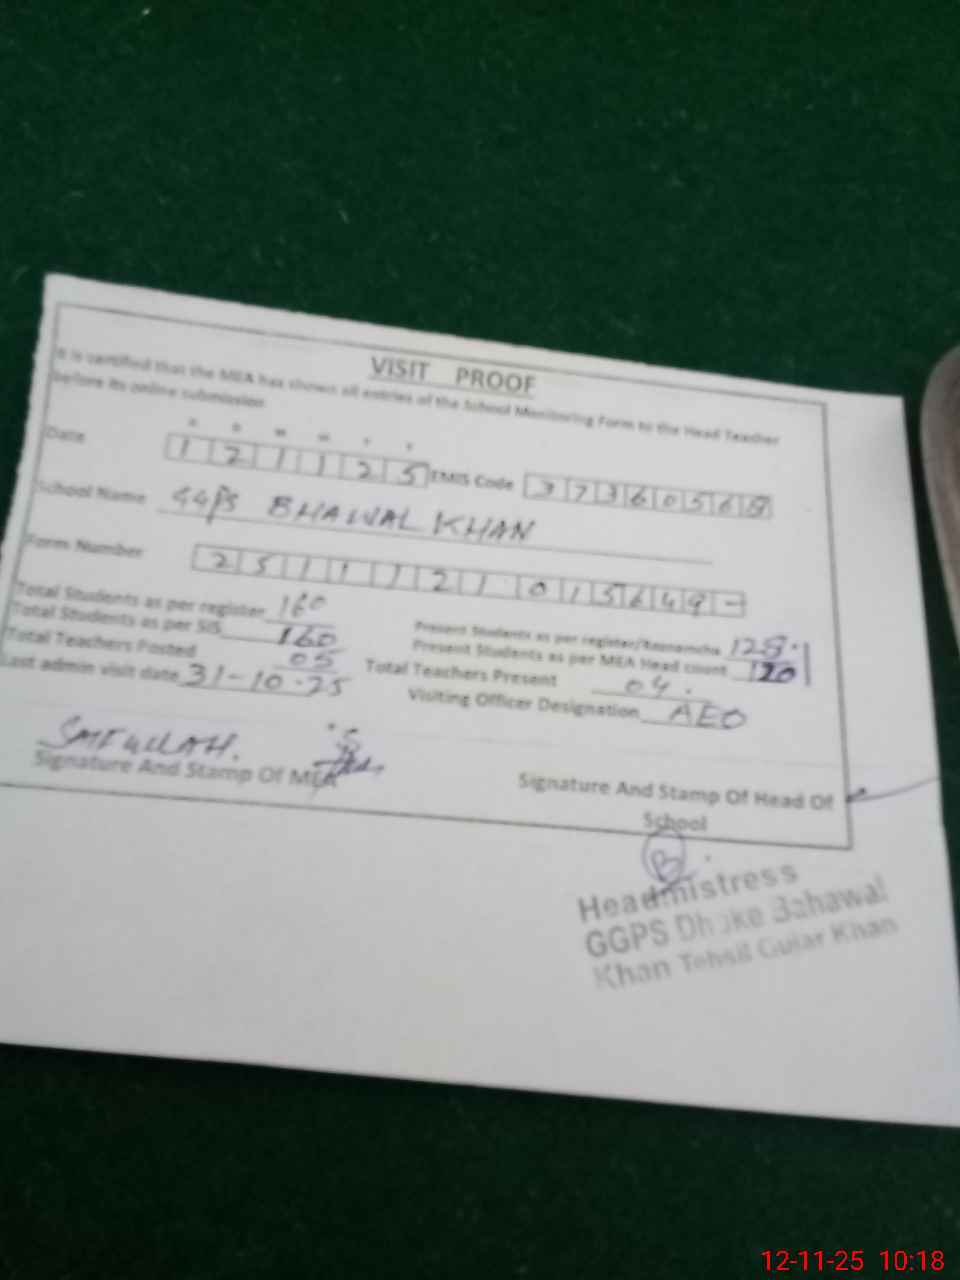 VISIT PROOF
It is certified that the MEA has shown all entries of the School Monitoring Form to the Head Teacher
before its online submission
Date 1 2 1 1 2 5 EMIS Code 3 7 3 6 0 5 6 8
School Name GGPS BHAWAL KHAN
Form Number 2 5 1 1 1 2 1 0 1 5 6 4 9 -
Total Students as per register 160 Present Students as per register/Roznamcha 128
Total Students as per SIS 160 Present Students as per MEA Head count 120
Total Teachers Posted 05 Total Teachers Present 04
Last admin visit date 31-10-25 Visiting Officer Designation AEO
Signature And Stamp Of MEA Signature And Stamp Of Head Of
School
Headmistress
GGPS Dhoke Bahawal
Khan Tehsil Gujar Khan
12-11-25 10:18